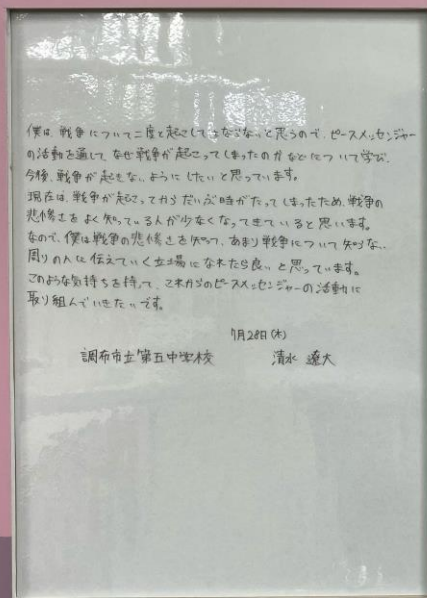 僕は、戦争について二度と起こしてはならないと思うので、ピースメッセンジャー
の活動を通して、なぜ戦争が起こってしまったのかなどについて学び、
今後、戦争が起きないようにしたいと思っています。
現在は、戦争が起こってからだいぶ時がたってしまったため、戦争の
悲惨さをよく知っている人が少なくなってきていると思います。
なので、僕は戦争の悲惨さを知って、あまり戦争について知らない
周りの人に伝えていく立場になれたら良いと思っています。
このような気持ちを持って、これからのピースメッセンジャーの活動に
取り組んでいきたいです。
7月28日(木)
調布市立第五中学校 清水 遼大